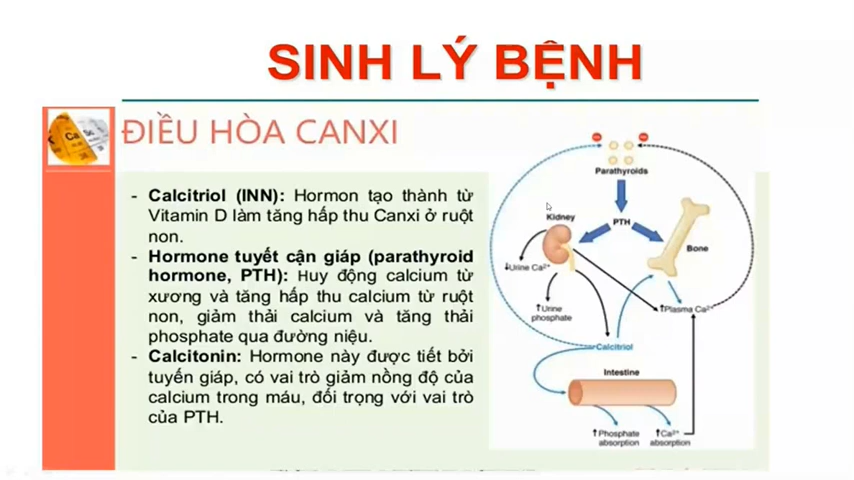 SINH LÝ BỆNH
ĐIỀU HÒA CANXI
- Calcitriol (INN): Hormon tạo thành từ
Vitamin D làm tăng hấp thu Canxi ở ruột
non.
- Hormone tuyết cận giáp (parathyroid
hormone, PTH): Huy động calcium từ
xương và tăng hấp thu calcium từ ruột
non, giảm thải calcium và tăng thải
phosphate qua đường niệu.
- Calcitonin: Hormone này được tiết bởi
tuyến giáp, có vai trò giảm nồng độ của
calcium trong máu, đối trọng với vai trò
của PTH.
Parathyroids
PTH
Kidney
Bone
↓Urine Ca²⁺
↑Urine
phosphate
↑Plasma Ca²⁺
Calcitriol
Intestine
↑Phosphate
absorption
↑Ca²⁺
absorption
Ca
Sc